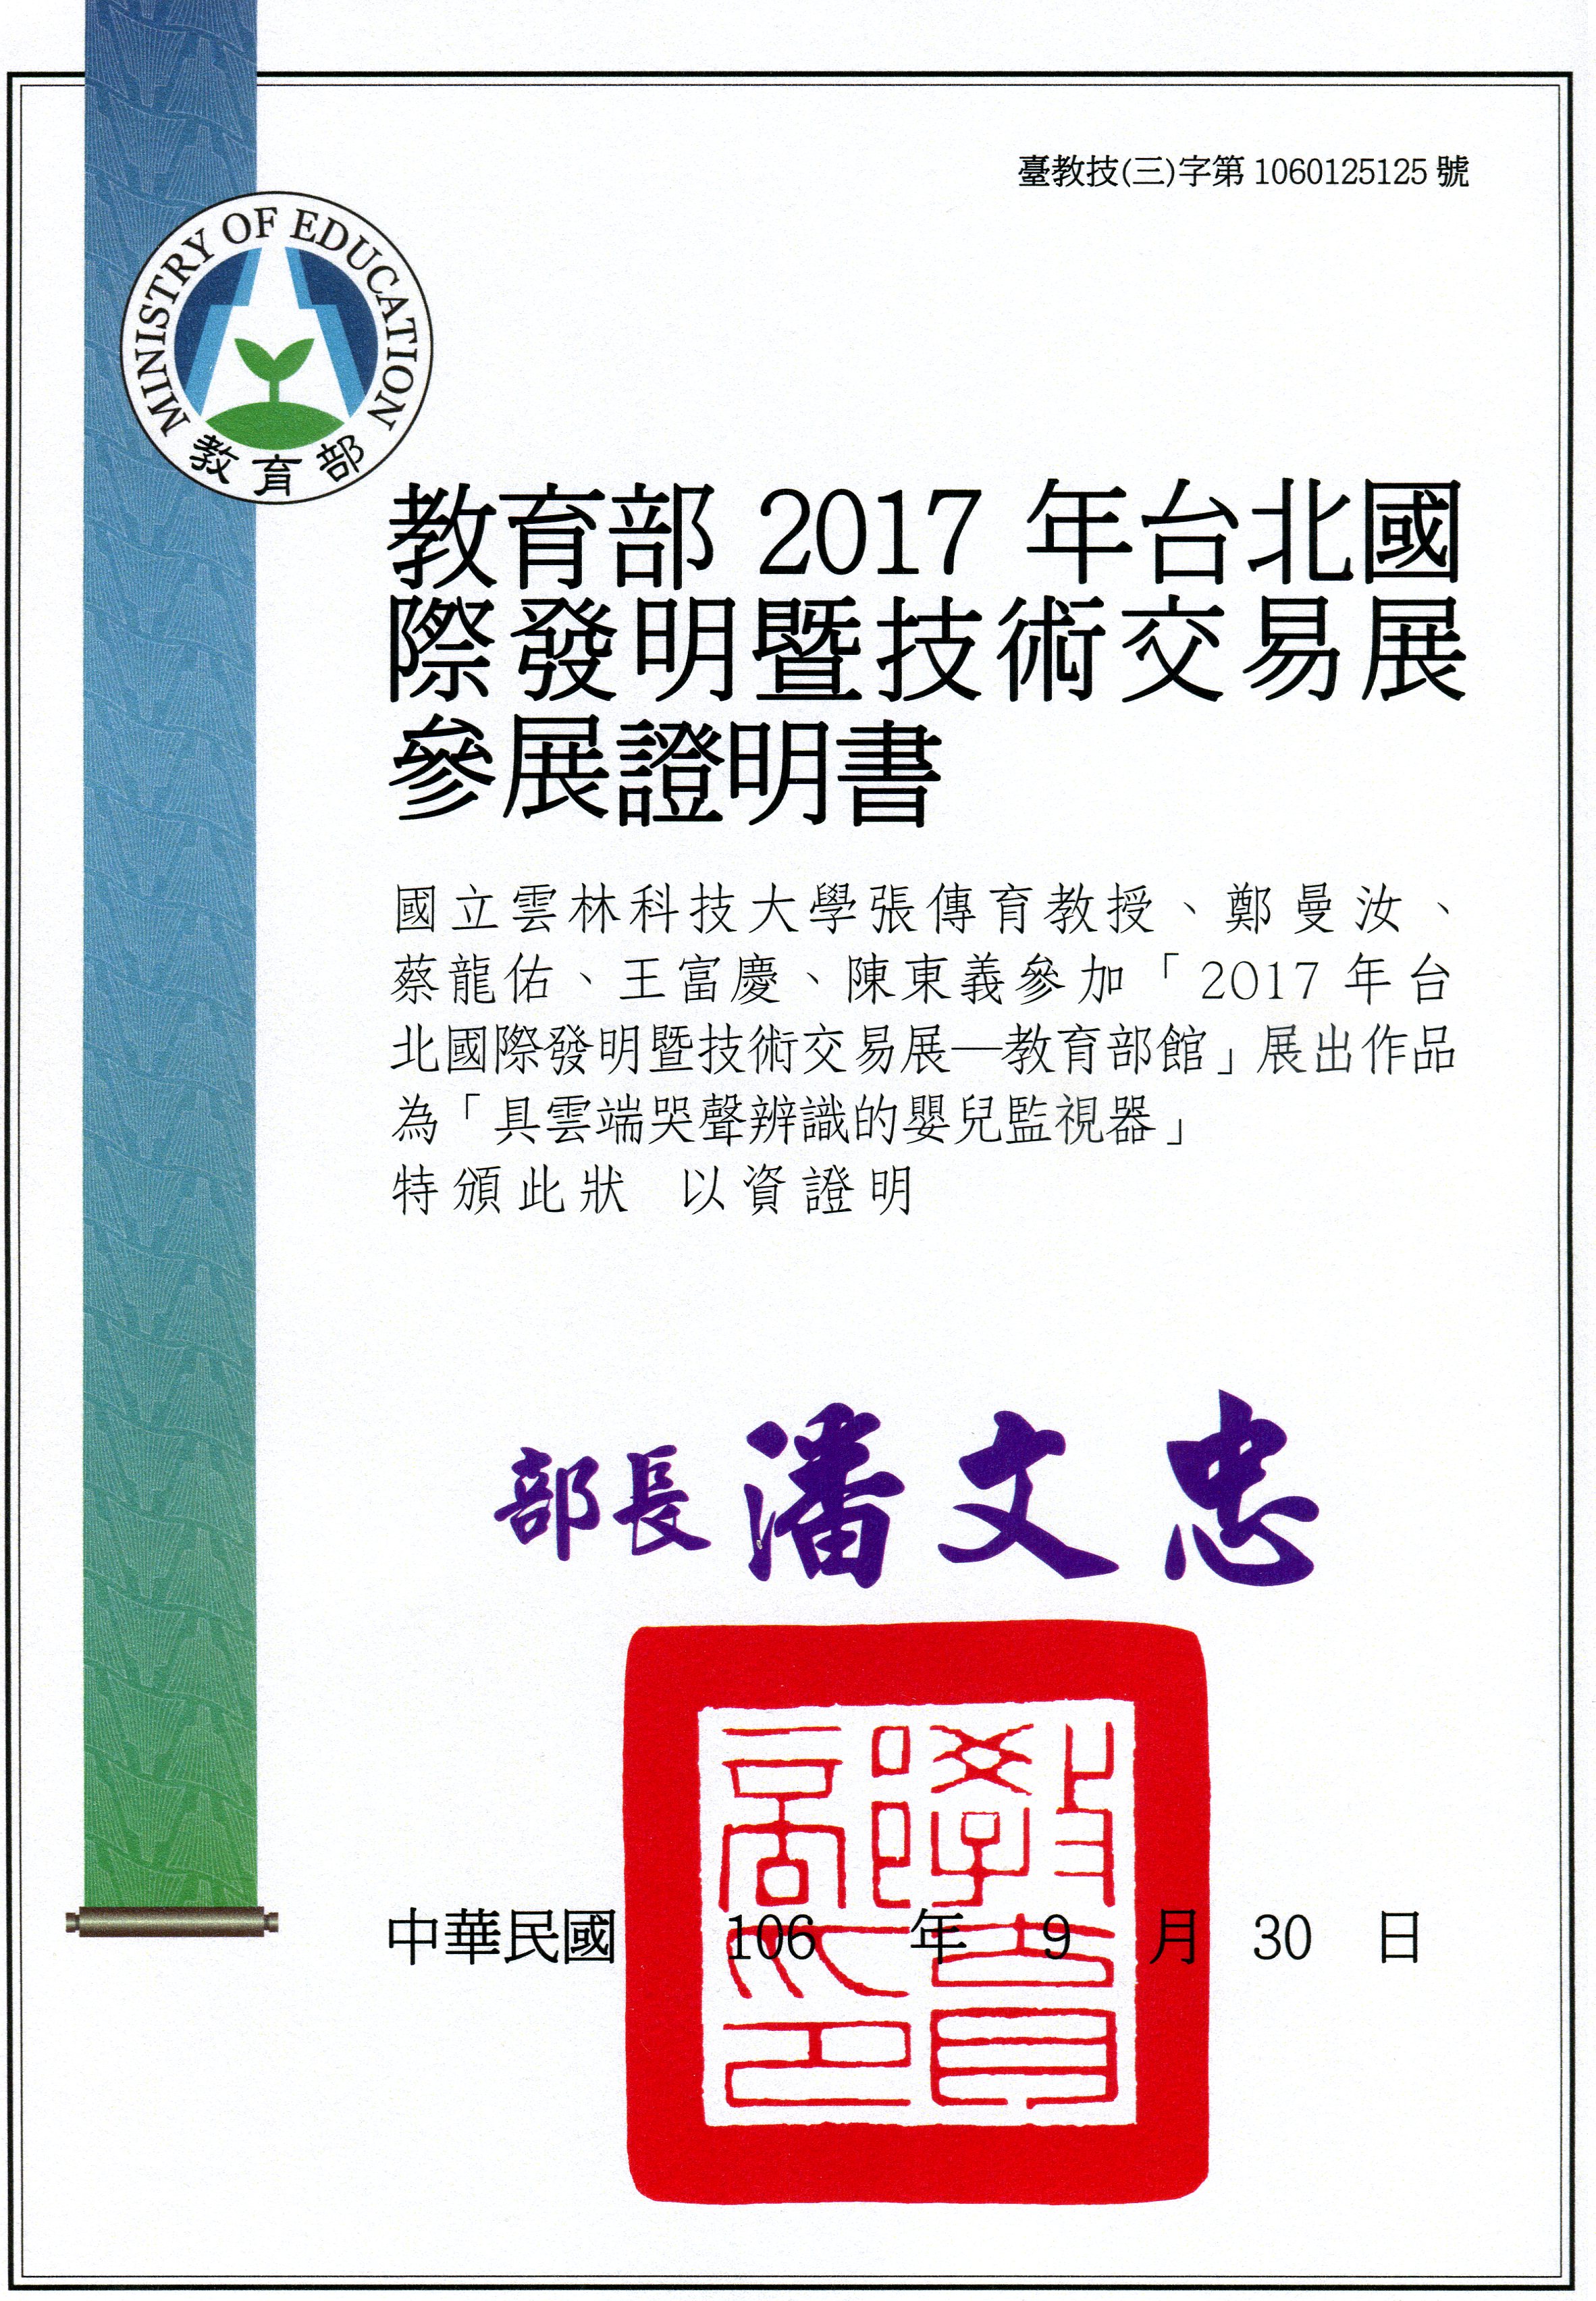 臺教技(三)字第 1060125125 號
MINISTRY OF EDUCATION
教育部
教育部 2017 年台北國
際發明暨技術交易展
參展證明書
國立雲林科技大學張傳育教授、鄭曼汝、
蔡龍佑、王富慶、陳東義參加「2017 年台
北國際發明暨技術交易展—教育部館」展出作品
為「具雲端哭聲辨識的嬰兒監視器」
特頒此狀 以資證明
部長 潘文忠
中華民國 106 年 9 月 30 日